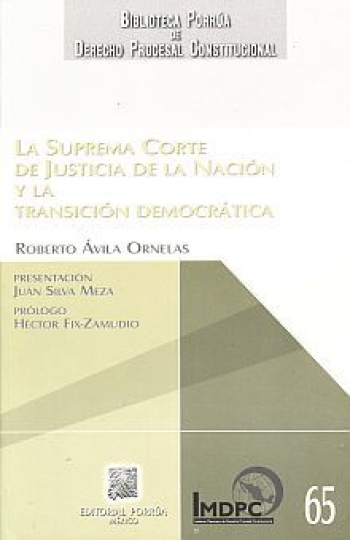 BIBLIOTECA PORRÚA
DE
DERECHO PROCESAL CONSTITUCIONAL
LA SUPREMA CORTE
DE JUSTICIA DE LA NACIÓN
Y LA
TRANSICIÓN DEMOCRÁTICA
ROBERTO ÁVILA ORNELAS
PRESENTACIÓN
JUAN SILVA MEZA
PRÓLOGO
HÉCTOR FIX-ZAMUDIO
EDITORIAL PORRÚA
MÉXICO
IMDPC
65